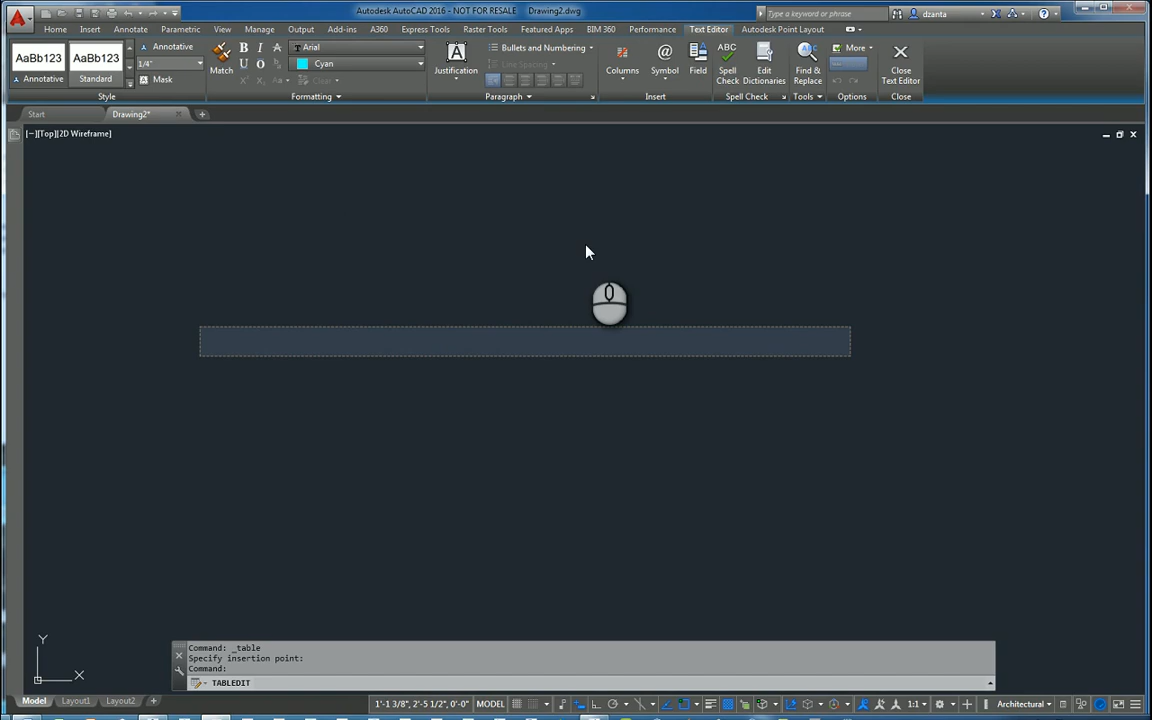 Autodesk AutoCAD 2016 - NOT FOR RESALE    Drawing2.dwg
Type a keyword or phrase
dzanta
Home Insert Annotate Parametric View Manage Output Add-ins A360 Express Tools Raster Tools Featured Apps BIM 360 Performance Text Editor Autodesk Point Layout
AaBb123 AaBb123
Annotative Standard
Annotative
1/4"
Mask
Style
Match
B I A
U O
Arial
Cyan
Aa Clear
Formatting
Justification
Bullets and Numbering
Line Spacing
Paragraph
Columns
@
Symbol
Field
Insert
ABC
Spell
Check
Edit
Dictionaries
Spell Check
Find &
Replace
Tools
More
Options
Close
Text Editor
Close
Start Drawing2*
[−][Top][2D Wireframe]
Y
X
Command: _table
Specify insertion point:
Command:
TABLEDIT
Model Layout1 Layout2 +
1'-1 3/8", 2'-5 1/2", 0'-0" MODEL
1:1
Architectural